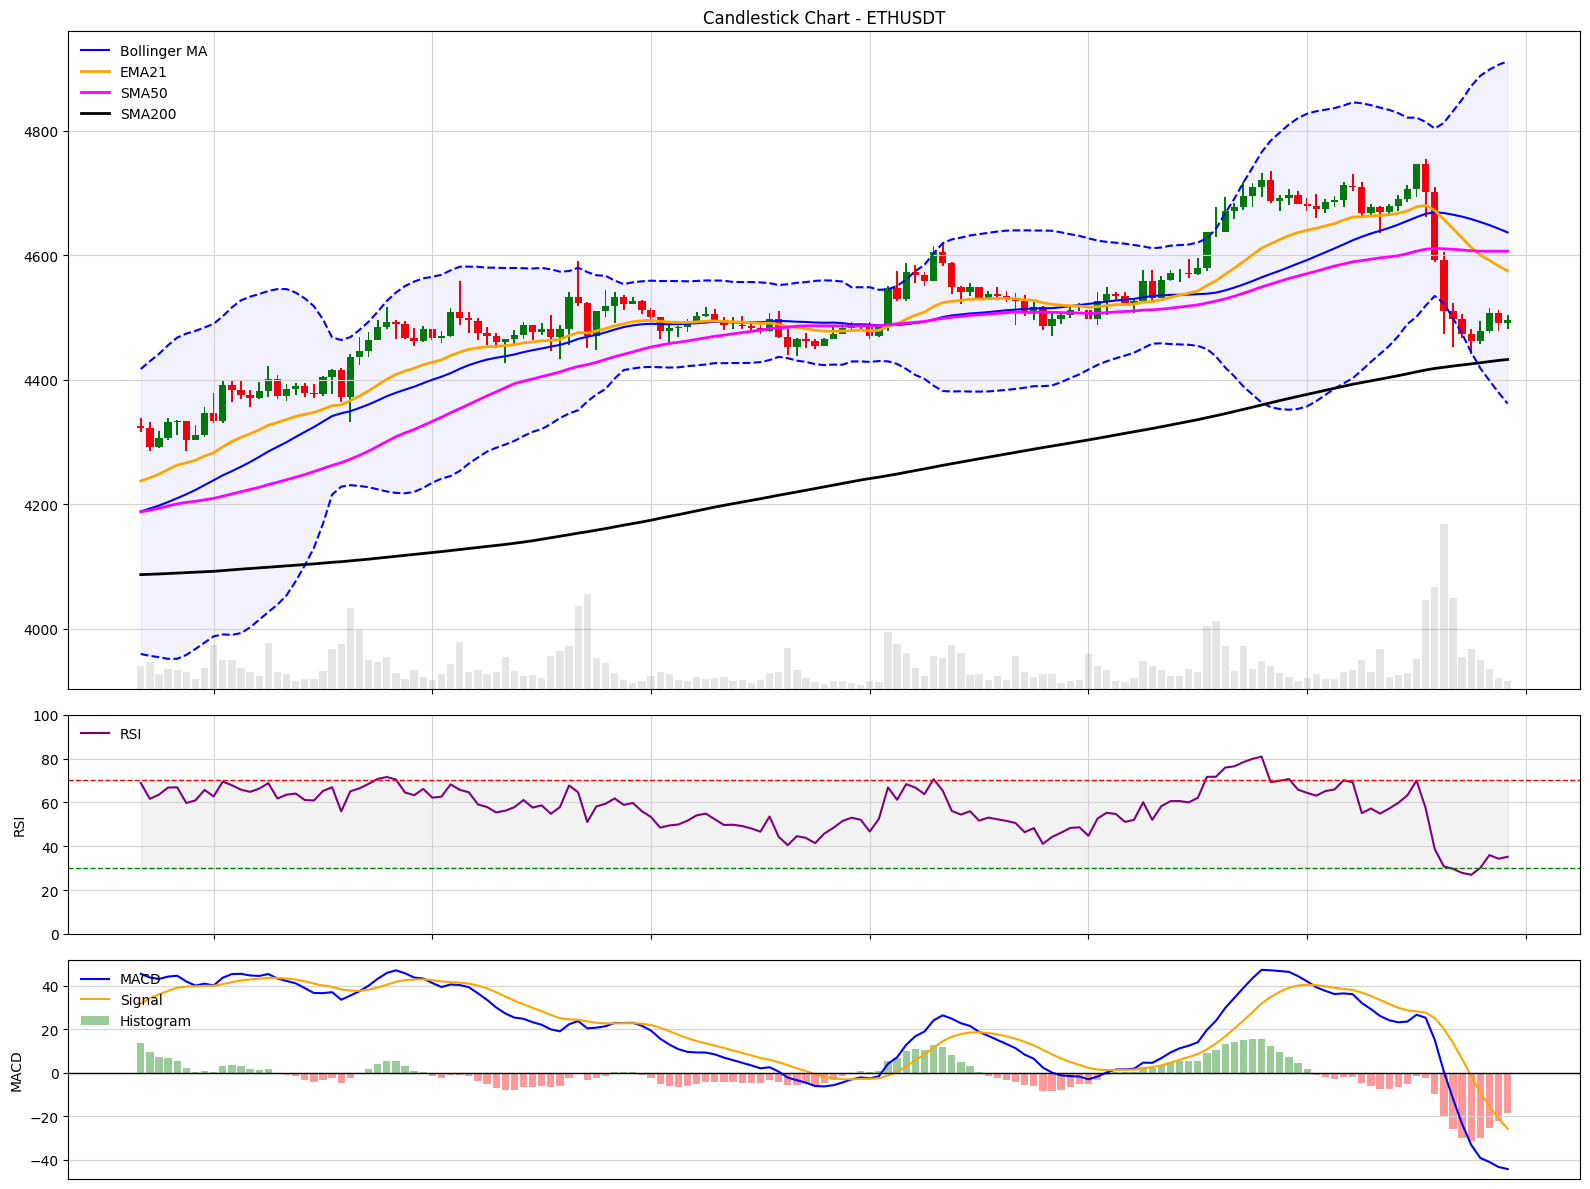 Candlestick Chart - ETHUSDT
Bollinger MA
EMA21
SMA50
SMA200
4800
4600
4400
4200
4000
RSI
100
80
60
40
20
0
RSI
MACD
Signal
Histogram
40
20
0
−20
−40
MACD